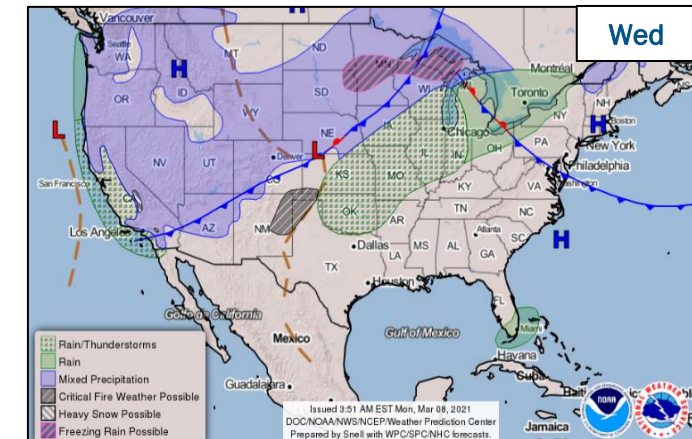 Wed
H
Vancouver
Seattle
WA
MT
ND
MN
Montréal
H
OR
ID
SD
WI
MI
Toronto
WY
NY
NH
Boston
L
NE
IA
Chicago
H
NV
UT
Denver
L
IL
IN
OH
PA
New York
Philadelphia
San Francisco
CO
KS
MO
KY
VA
Washington
CA
OK
TN
NC
Los Angeles
AZ
NM
AR
Atlanta
SC
H
Dallas
MS
AL
GA
TX
LA
Houston
FL
Golfo de California
Miami
Mexico
Gulf of Mexico
Havana
Cuba
Guadalajara
Jamaica
Rain/Thunderstorms
Rain
Mixed Precipitation
Critical Fire Weather Possible
Heavy Snow Possible
Freezing Rain Possible
Issued 3:51 AM EST Mon, Mar 08, 2021
DOC/NOAA/NWS/NCEP/Weather Prediction Center
Prepared by Snell with WPC/SPC/NHC forecasts.
NOAA